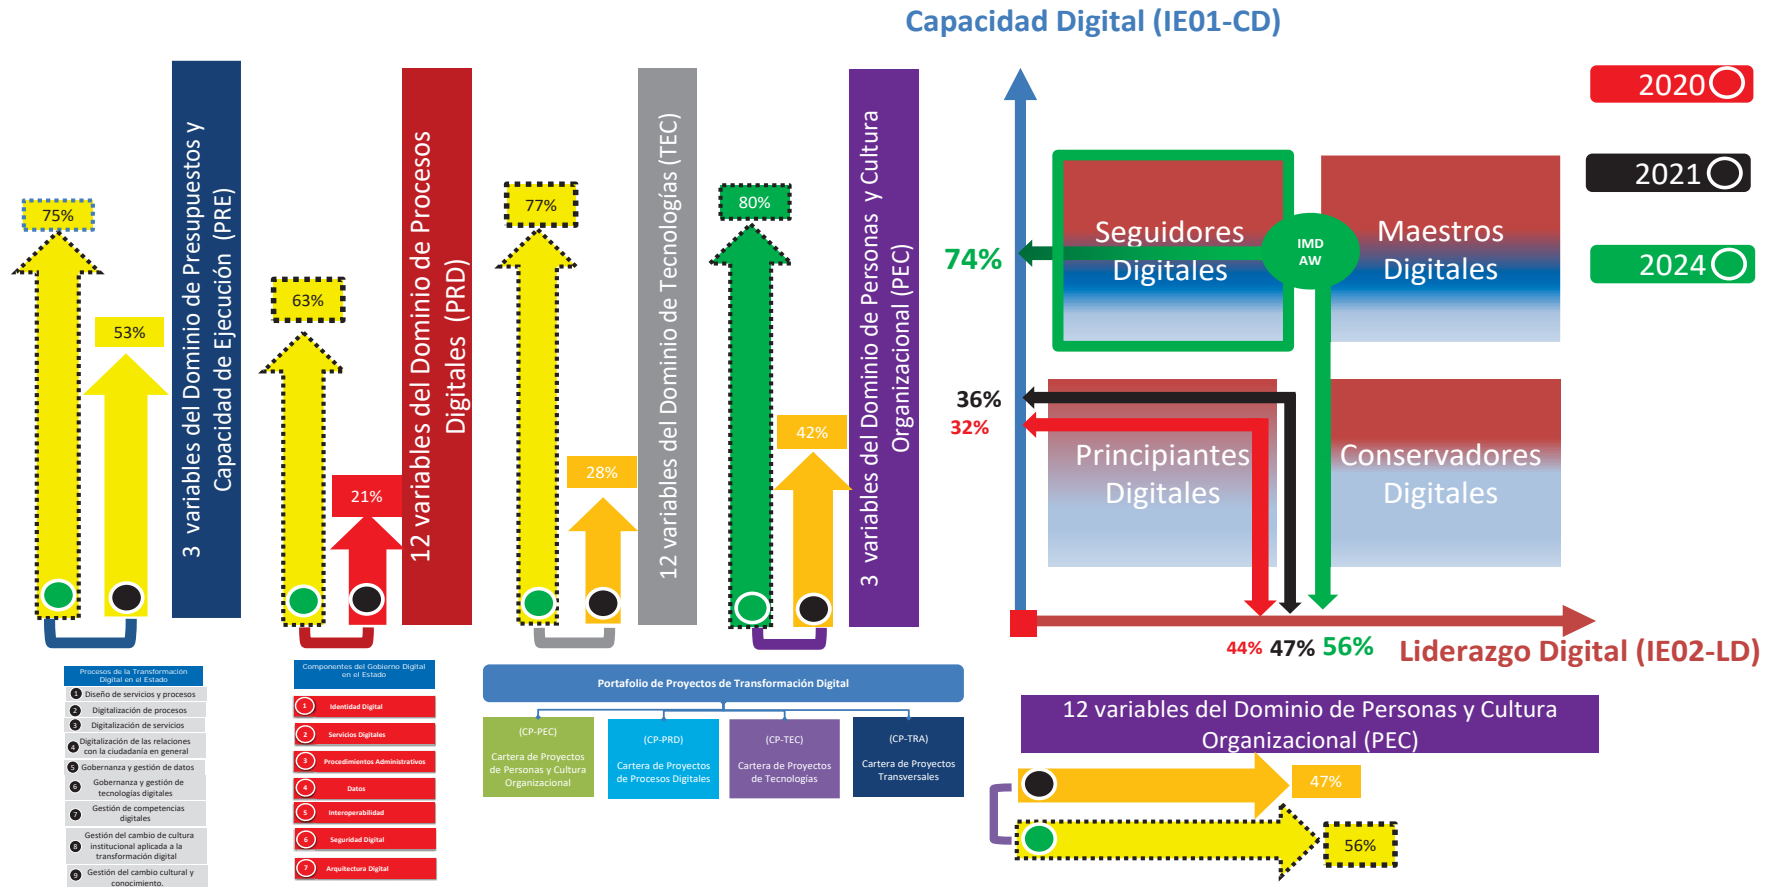 Capacidad Digital (IE01-CD)
2020
2021
2024
75%
53%
3 variables del Dominio de Presupuestos y
Capacidad de Ejecución (PRE)
63%
21%
12 variables del Dominio de Procesos
Digitales (PRD)
77%
28%
12 variables del Dominio de Tecnologías (TEC)
80%
42%
3 variables del Dominio de Personas y Cultura
Organizacional (PEC)
74%
36%
32%
Seguidores
Digitales
IMD
AW
Maestros
Digitales
Principiantes
Digitales
Conservadores
Digitales
44%
47%
56%
Liderazgo Digital (IE02-LD)
Procesos de la Transformación
Digital en el Estado
1 Diseño de servicios y procesos
2 Digitalización de procesos
3 Digitalización de servicios
4 Digitalización de las relaciones
con la ciudadanía en general
5 Gobernanza y gestión de datos
6 Gobernanza y gestión de
tecnologías digitales
7 Gestión de competencias
digitales
8 Gestión del cambio de cultura
institucional aplicada a la
transformación digital
9 Gestión del cambio cultural y
conocimiento.
Componentes del Gobierno Digital
en el Estado
1 Identidad Digital
2 Servicios Digitales
3 Procedimientos Administrativos
4 Datos
5 Interoperabilidad
6 Seguridad Digital
7 Arquitectura Digital
Portafolio de Proyectos de Transformación Digital
(CP-PEC)
Cartera de Proyectos
de Personas y Cultura
Organizacional
(CP-PRD)
Cartera de Proyectos
de Procesos Digitales
(CP-TEC)
Cartera de Proyectos
de Tecnologías
(CP-TRA)
Cartera de Proyectos
Transversales
12 variables del Dominio de Personas y Cultura
Organizacional (PEC)
47%
56%